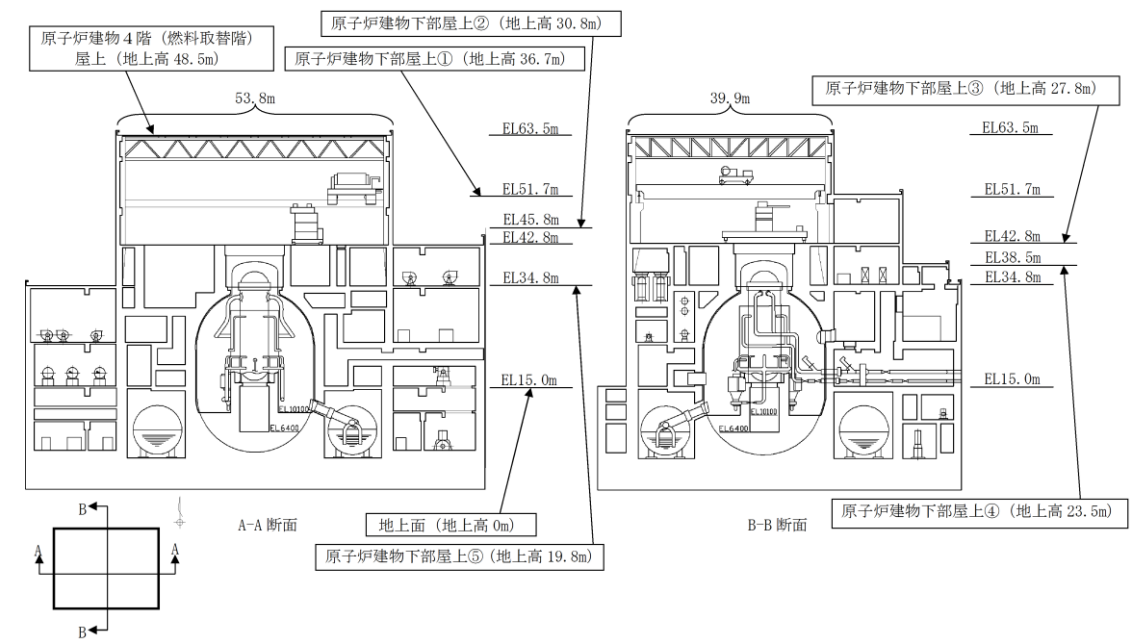 原子炉建物下部屋上②（地上高 30.8m）
原子炉建物４階（燃料取替階）
屋上（地上高 48.5m）
原子炉建物下部屋上①（地上高 36.7m）
原子炉建物下部屋上③（地上高 27.8m）
53.8m
39.9m
EL63.5m
EL51.7m
EL45.8m
EL42.8m
EL34.8m
EL15.0m
EL63.5m
EL51.7m
EL42.8m
EL38.5m
EL34.8m
EL15.0m
EL10100
EL6400
EL10100
EL6400
A-A 断面
B-B 断面
地上面（地上高 0m）
原子炉建物下部屋上④（地上高 23.5m）
原子炉建物下部屋上⑤（地上高 19.8m）
B
A
A
B